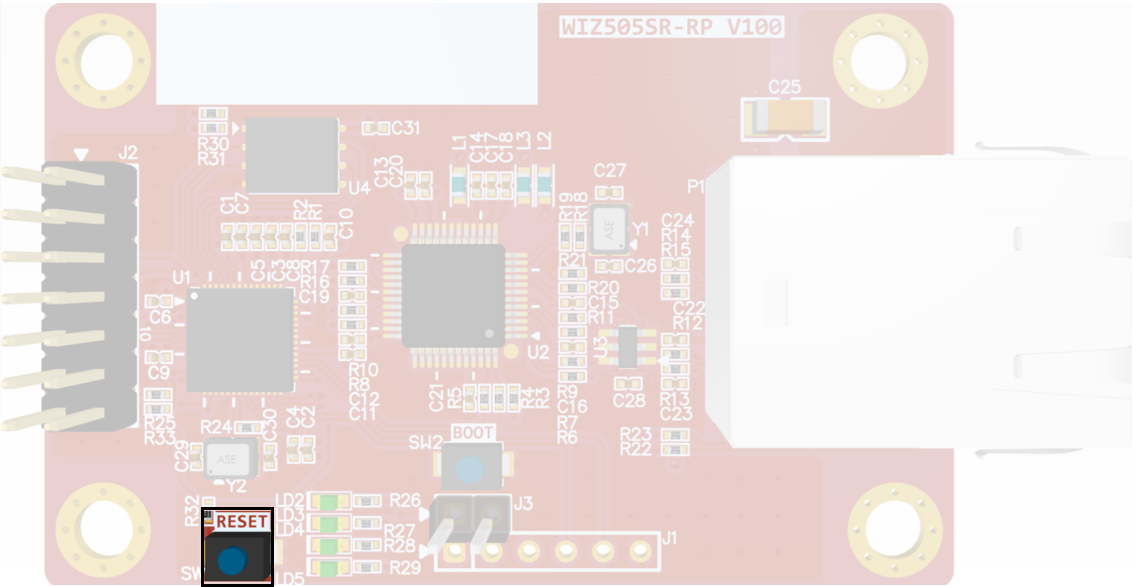 WIZ505SR-RP V100
C25
R30
R31
C31
J2
U4
C13
C20
L1
C14
C17
C18
L3
L2
C27
P1
R19
R18
Y1
ASE
C24
R14
R15
C1
C7
R2
R1
C10
C26
U1
C5
C3
C8
R17
R16
C19
R21
R20
C15
R11
C22
R12
C6
10
U3
U2
C9
R10
R8
C12
C11
C21
R5
R4
R3
R9
C16
R7
R6
C28
R13
C23
R25
R33
R24
C30
C4
C2
C29
ASE
Y2
BOOT
SW2
R23
R22
R32
RESET
LD2
LD3
LD4
R26
R27
R28
J3
J1
SW
LD5
R29